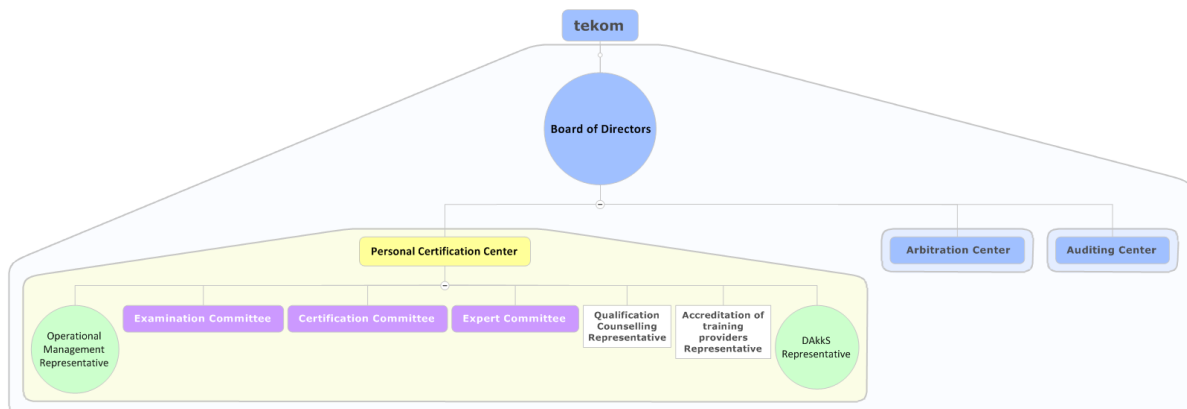 tekom
Board of Directors
Personal Certification Center
Arbitration Center
Auditing Center
Operational
Management
Representative
Examination Committee
Certification Committee
Expert Committee
Qualification
Counselling
Representative
Accreditation of
training
providers
Representative
DAkkS
Representative